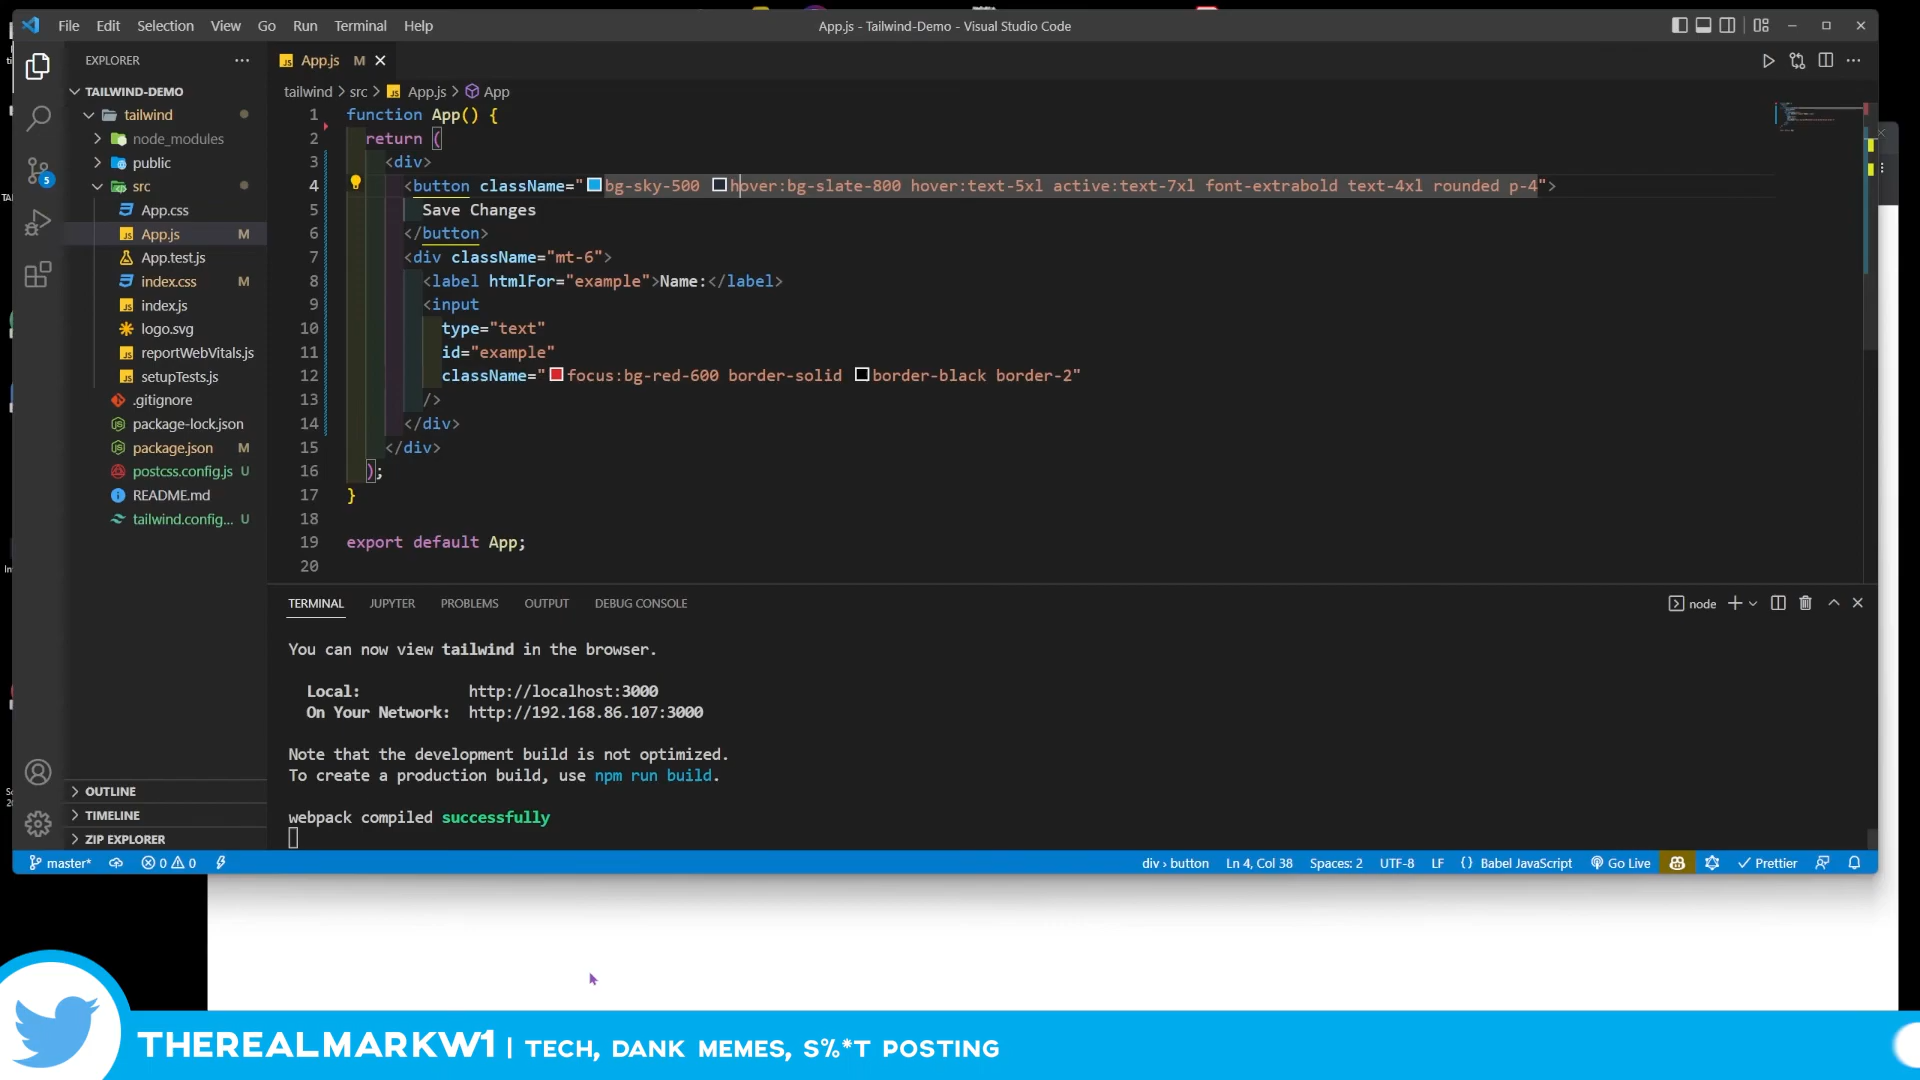 File Edit Selection View Go Run Terminal Help
App.js - Tailwind-Demo - Visual Studio Code
EXPLORER
App.js M
TAILWIND-DEMO
tailwind
node_modules
public
src
App.css
App.js M
App.test.js
index.css M
index.js
logo.svg
reportWebVitals.js
setupTests.js
.gitignore
package-lock.json
package.json M
postcss.config.js U
README.md
tailwind.config... U
OUTLINE
TIMELINE
ZIP EXPLORER
5
tailwind > src > App.js > App
1 function App() {
2 return (
3 <div>
4 <button className="bg-sky-500 hover:bg-slate-800 hover:text-5xl active:text-7xl font-extrabold text-4xl rounded p-4">
5 Save Changes
6 </button>
7 <div className="mt-6">
8 <label htmlFor="example">Name:</label>
9 <input
10 type="text"
11 id="example"
12 className="focus:bg-red-600 border-solid border-black border-2"
13 />
14 </div>
15 </div>
16 );
17 }
18
19 export default App;
20
TERMINAL JUPYTER PROBLEMS OUTPUT DEBUG CONSOLE
node
You can now view tailwind in the browser.
Local: http://localhost:3000
On Your Network: http://192.168.86.107:3000
Note that the development build is not optimized.
To create a production build, use npm run build.
webpack compiled successfully
master* 0 0 div › button Ln 4, Col 38 Spaces: 2 UTF-8 LF {} Babel JavaScript Go Live Prettier
THEREALMARKW1 | TECH, DANK MEMES, S%*T POSTING